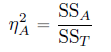 η²_A = SS_A / SS_T